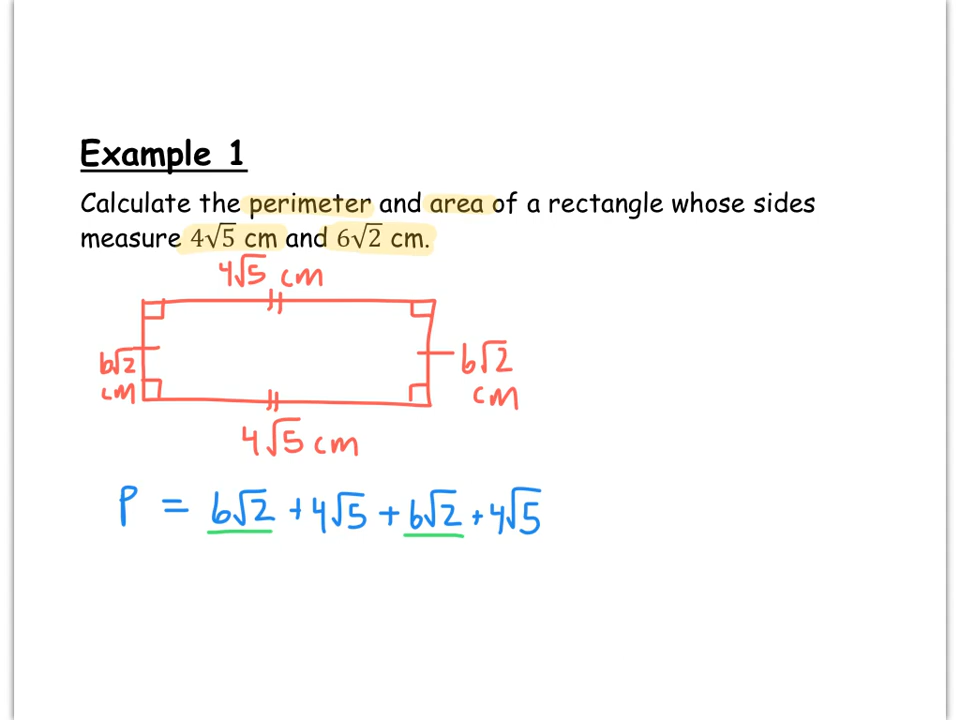 Example 1
Calculate the perimeter and area of a rectangle whose sides
measure 4√5 cm and 6√2 cm.
4√5 cm
6√2
cm
6√2
cm
4√5 cm
P = 6√2 + 4√5 + 6√2 + 4√5